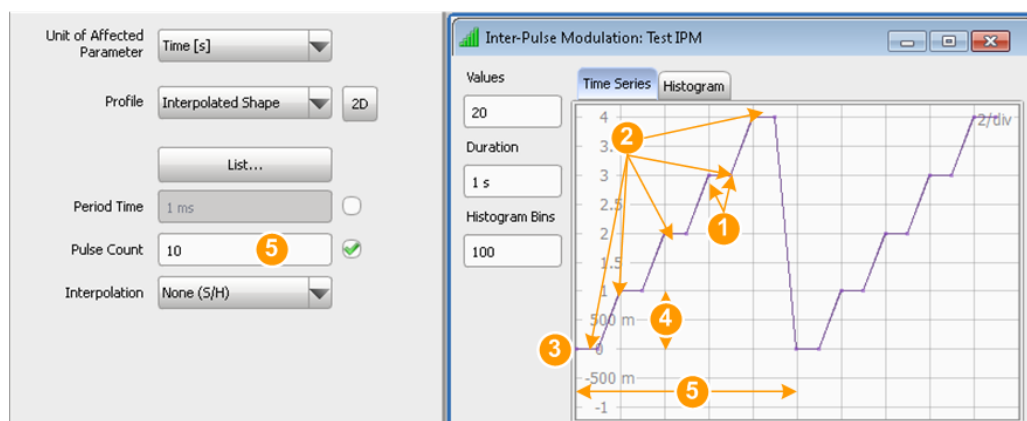 Unit of Affected
Parameter
Time [s]
Profile
Interpolated Shape
2D
List...
Period Time
1 ms
Pulse Count
10
5
Interpolation
None (S/H)
Inter-Pulse Modulation: Test IPM
Values
20
Duration
1 s
Histogram Bins
100
Time Series
Histogram
2/div
4
3.
3
2.5
2
1.5
1
500 m
0
-500 m
-1
2
1
4
3
5